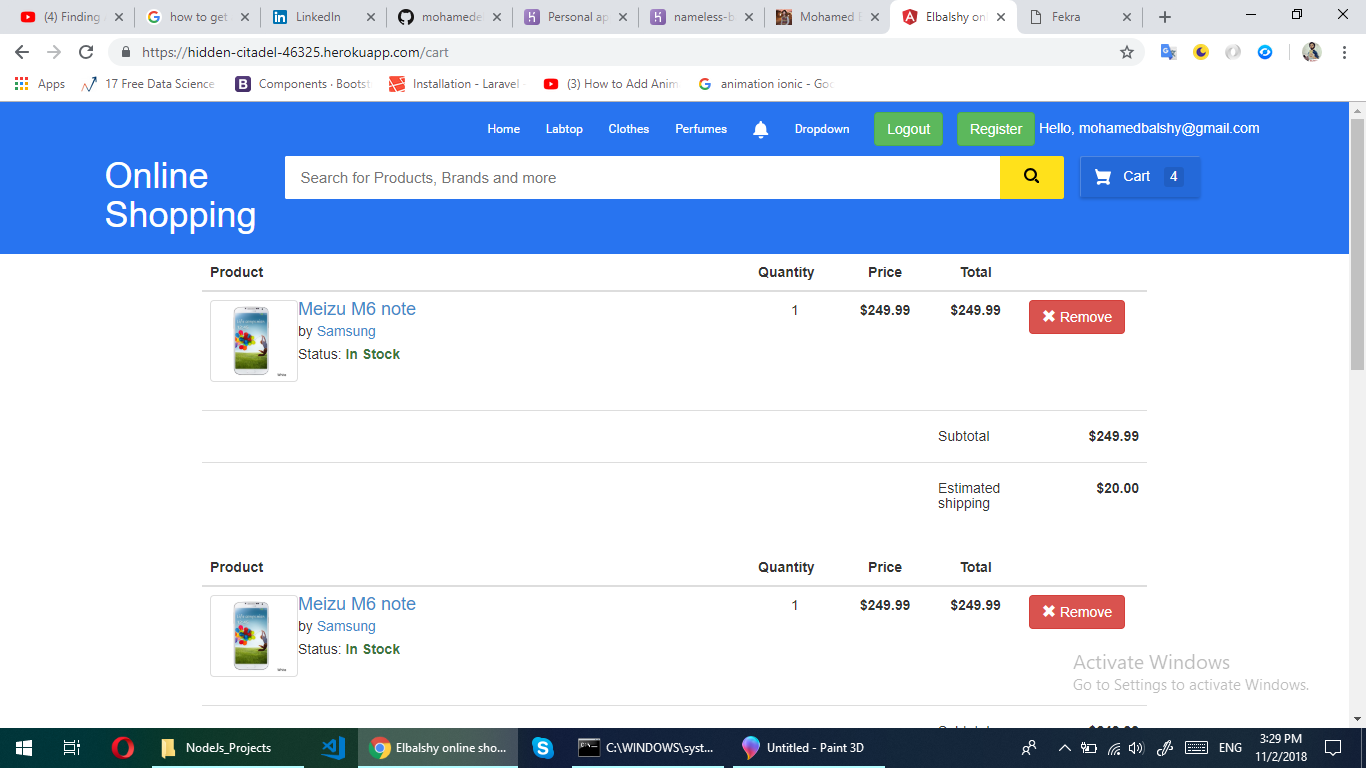 (4) Finding
how to get
LinkedIn
mohamede
Personal ap
nameless-b
Mohamed
Elbalshy on
Fekra
https://hidden-citadel-46325.herokuapp.com/cart
Apps
17 Free Data Science
Components · Bootst
Installation - Laravel
(3) How to Add Anim
animation ionic - Goo
Home Labtop Clothes Perfumes Dropdown Logout Register Hello, mohamedbalshy@gmail.com
Online
Shopping
Search for Products, Brands and more
Cart 4
Product Quantity Price Total
Meizu M6 note 1 $249.99 $249.99 Remove
by Samsung
Status: In Stock
Subtotal $249.99
Estimated
shipping $20.00
Product Quantity Price Total
Meizu M6 note 1 $249.99 $249.99 Remove
by Samsung
Status: In Stock
Activate Windows
Go to Settings to activate Windows.
NodeJs_Projects
Elbalshy online sho...
C:\WINDOWS\syst...
Untitled - Paint 3D
ENG
3:29 PM
11/2/2018